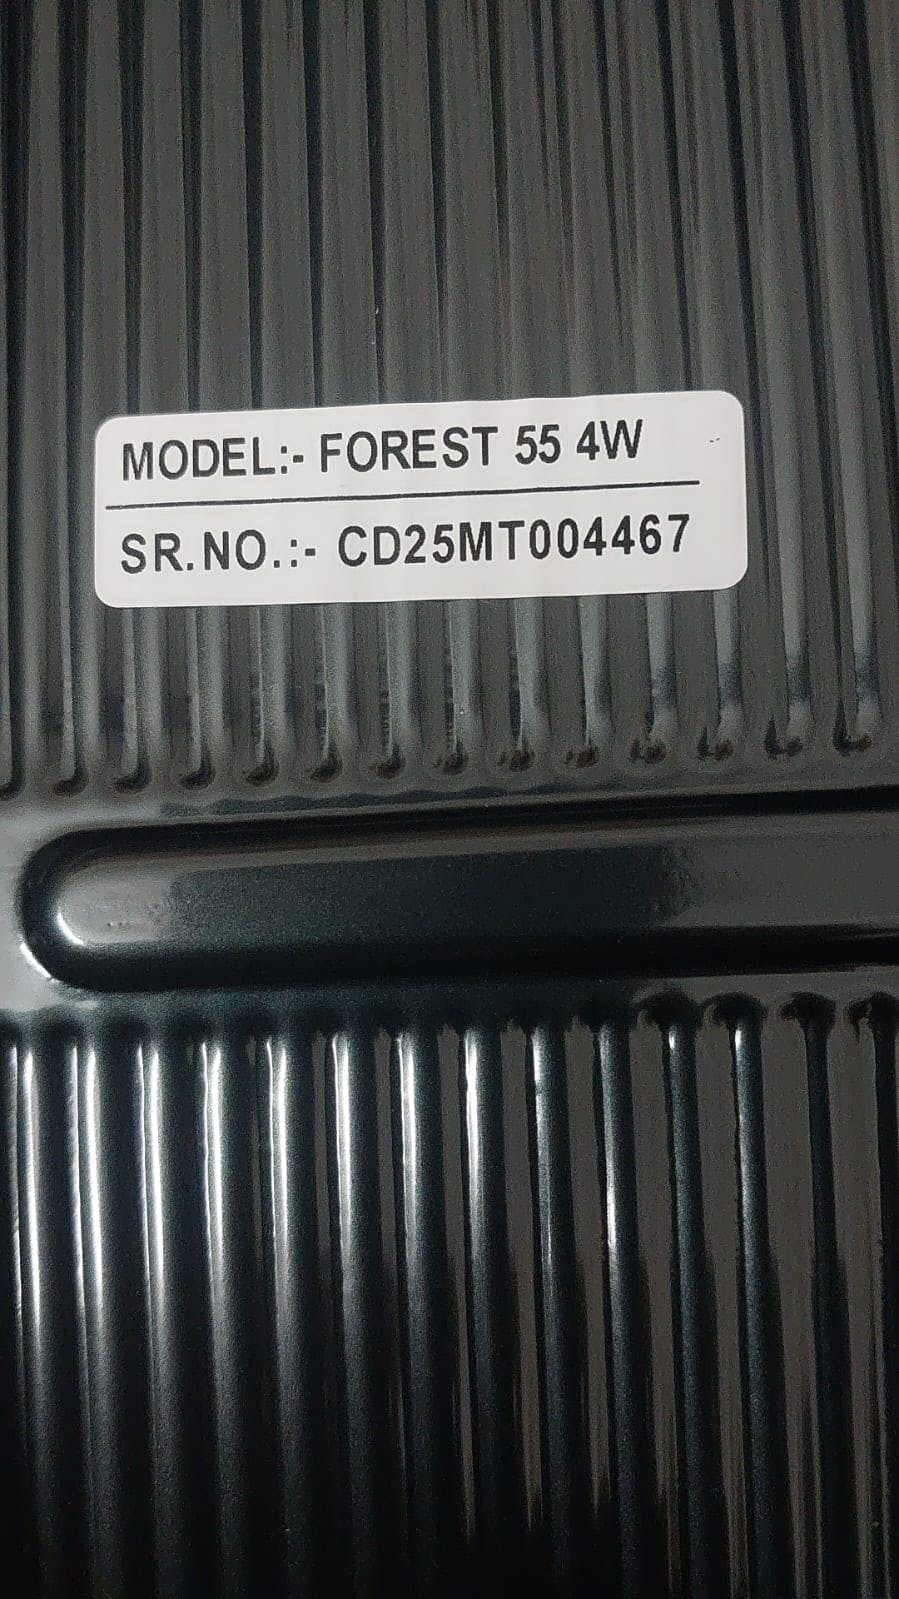 MODEL:- FOREST 55 4W
SR.NO.:- CD25MT004467